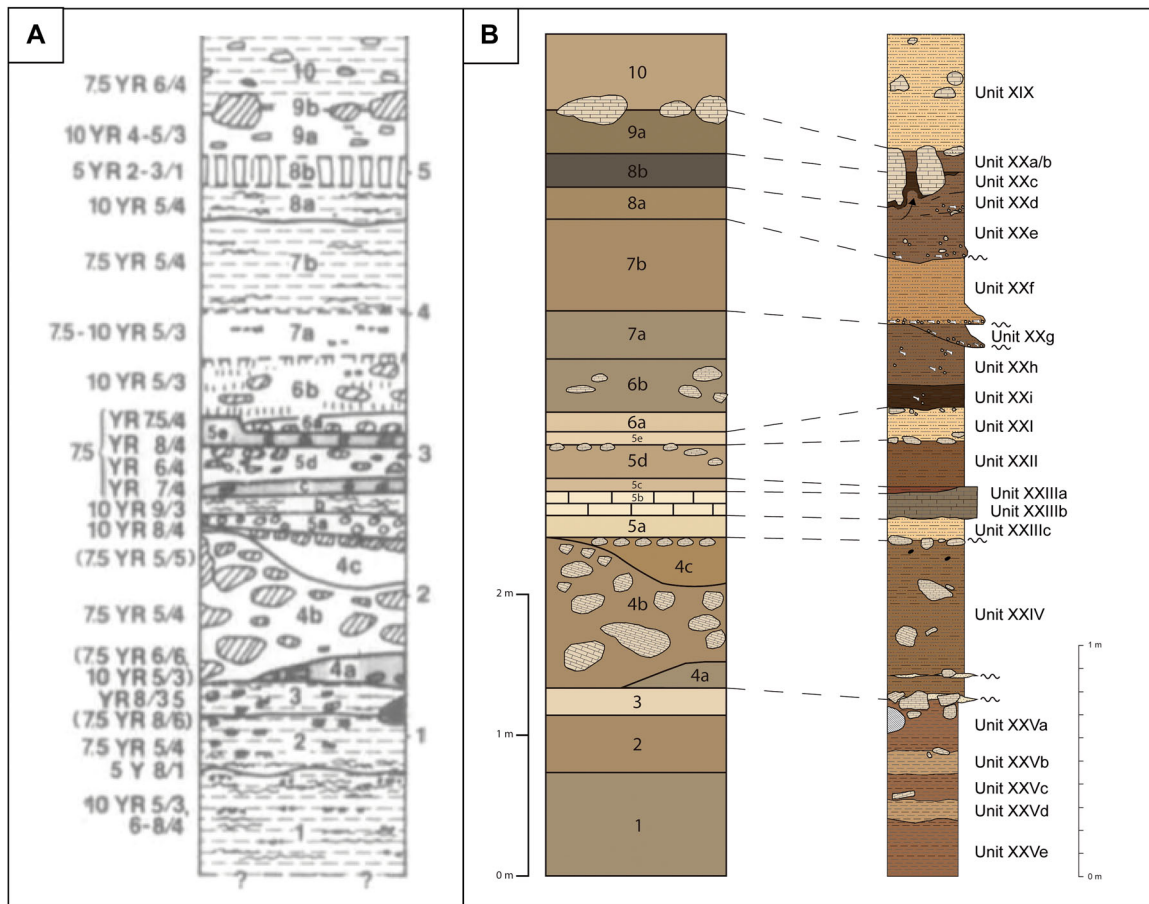 A
7.5 YR 6/4
10 YR 4-5/3
5 YR 2-3/1
10 YR 5/4
7.5 YR 5/4
7.5-10 YR 5/3
10 YR 5/3
7.5
YR 7.5/4
YR 8/4
YR 6/4
YR 7/4
10 YR 9/3
10 YR 8/4
(7.5 YR 5/5)
7.5 YR 5/4
(7.5 YR 6/6,
10 YR 5/3)
YR 8/3 5
(7.5 YR 8/6)
7.5 YR 5/4
5 Y 8/1
10 YR 5/3,
6-8/4
10
9b
9a
8b
8a
7b
7a
6b
6a
5e
5d
c
b
5a
4c
4b
4a
3
2
1
?
?
5
4
3
2
1
B
10
9a
8b
8a
7b
7a
6b
6a
5e
5d
5c
5b
5a
4c
4b
4a
3
2
1
2 m
1 m
0 m
Unit XIX
Unit XXa/b
Unit XXc
Unit XXd
Unit XXe
Unit XXf
Unit XXg
Unit XXh
Unit XXi
Unit XXI
Unit XXII
Unit XXIIIa
Unit XXIIIb
Unit XXIIIc
Unit XXIV
Unit XXVa
Unit XXVb
Unit XXVc
Unit XXVd
Unit XXVe
1 m
0 m